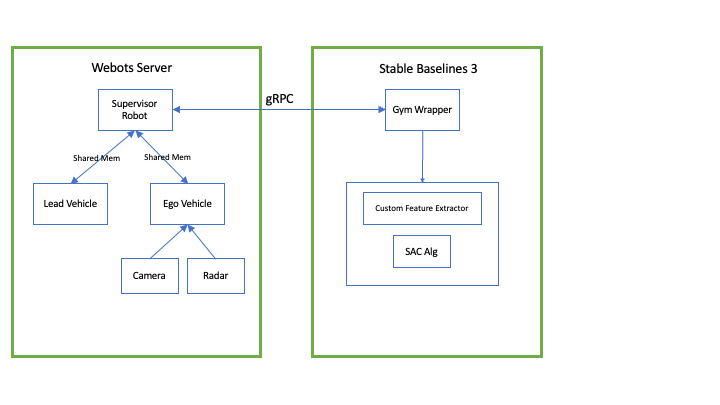 Webots Server
Stable Baselines 3
Supervisor
Robot
gRPC
Gym Wrapper
Shared Mem
Shared Mem
Lead Vehicle
Ego Vehicle
Custom Feature Extractor
SAC Alg
Camera
Radar